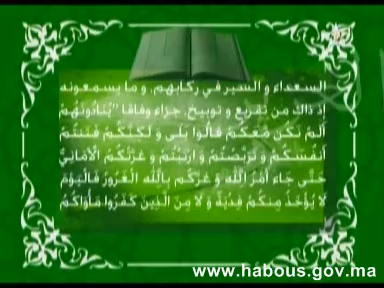 السعداء و السير في ركابهم، و ما يسمعونه
إذ ذاك من تقريع و توبيخ، جزاء وفاقا "يُنَادُونَهُمْ
أَلَمْ نَكُن مَّعَكُمْ قَالُوا بَلَى وَ لَكِنَّكُمْ فَتَنتُمْ
أَنفُسَكُمْ وَ تَرَبَّصْتُمْ وَ ارْتَبْتُمْ وَ غَرَّتْكُمُ الْأَمَانِيُّ
حَتَّى جَاء أَمْرُ اللَّهِ وَ غَرَّكُم بِاللَّهِ الْغَرُورُ فَالْيَوْمَ
لَا يُؤْخَذُ مِنكُمْ فِدْيَةٌ وَ لَا مِنَ الَّذِينَ كَفَرُوا مَأْوَاكُمُ
www.habous.gov.ma